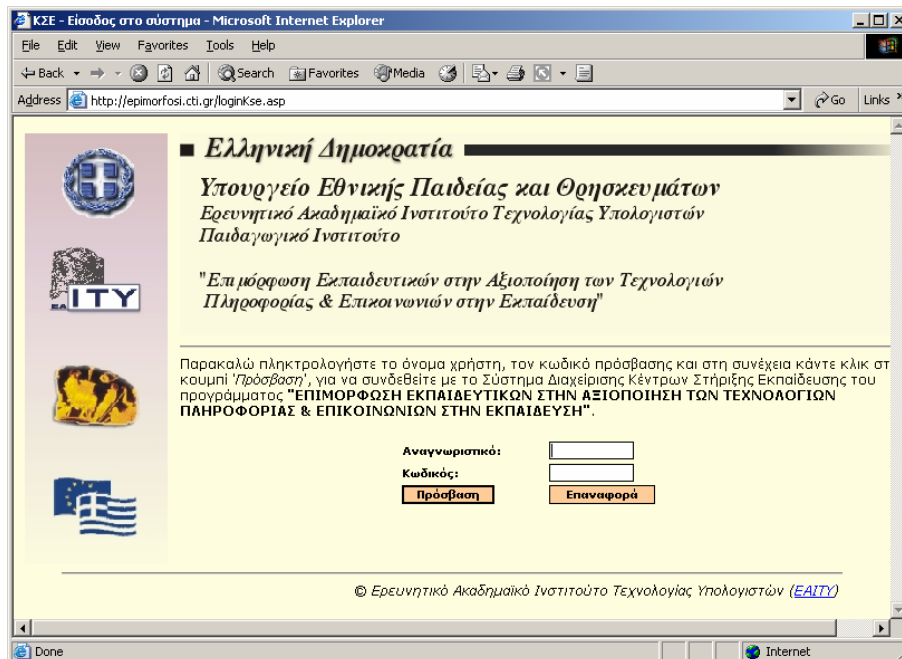 ΚΣΕ - Είσοδος στο σύστημα - Microsoft Internet Explorer
File Edit View Favorites Tools Help
Back Search Favorites Media
Address http://epimorfosi.cti.gr/loginKse.asp Go Links »
Ελληνική Δημοκρατία
Υπουργείο Εθνικής Παιδείας και Θρησκευμάτων
Ερευνητικό Ακαδημαϊκό Ινστιτούτο Τεχνολογίας Υπολογιστών
Παιδαγωγικό Ινστιτούτο
"Επιμόρφωση Εκπαιδευτικών στην Αξιοποίηση των Τεχνολογιών
Πληροφορίας & Επικοινωνιών στην Εκπαίδευση"
ΕΑ ΙΤΥ
Παρακαλώ πληκτρολογήστε το όνομα χρήστη, τον κωδικό πρόσβασης και στη συνέχεια κάντε κλικ στ
κουμπί 'Πρόσβαση', για να συνδεθείτε με το Σύστημα Διαχείρισης Κέντρων Στήριξης Εκπαίδευσης του
προγράμματος "ΕΠΙΜΟΡΦΩΣΗ ΕΚΠΑΙΔΕΥΤΙΚΩΝ ΣΤΗΝ ΑΞΙΟΠΟΙΗΣΗ ΤΩΝ ΤΕΧΝΟΛΟΓΙΩΝ
ΠΛΗΡΟΦΟΡΙΑΣ & ΕΠΙΚΟΙΝΩΝΙΩΝ ΣΤΗΝ ΕΚΠΑΙΔΕΥΣΗ".
Αναγνωριστικό:
Κωδικός:
Πρόσβαση Επαναφορά
© Ερευνητικό Ακαδημαϊκό Ινστιτούτο Τεχνολογίας Υπολογιστών (ΕΑΙΤΥ)
Done Internet